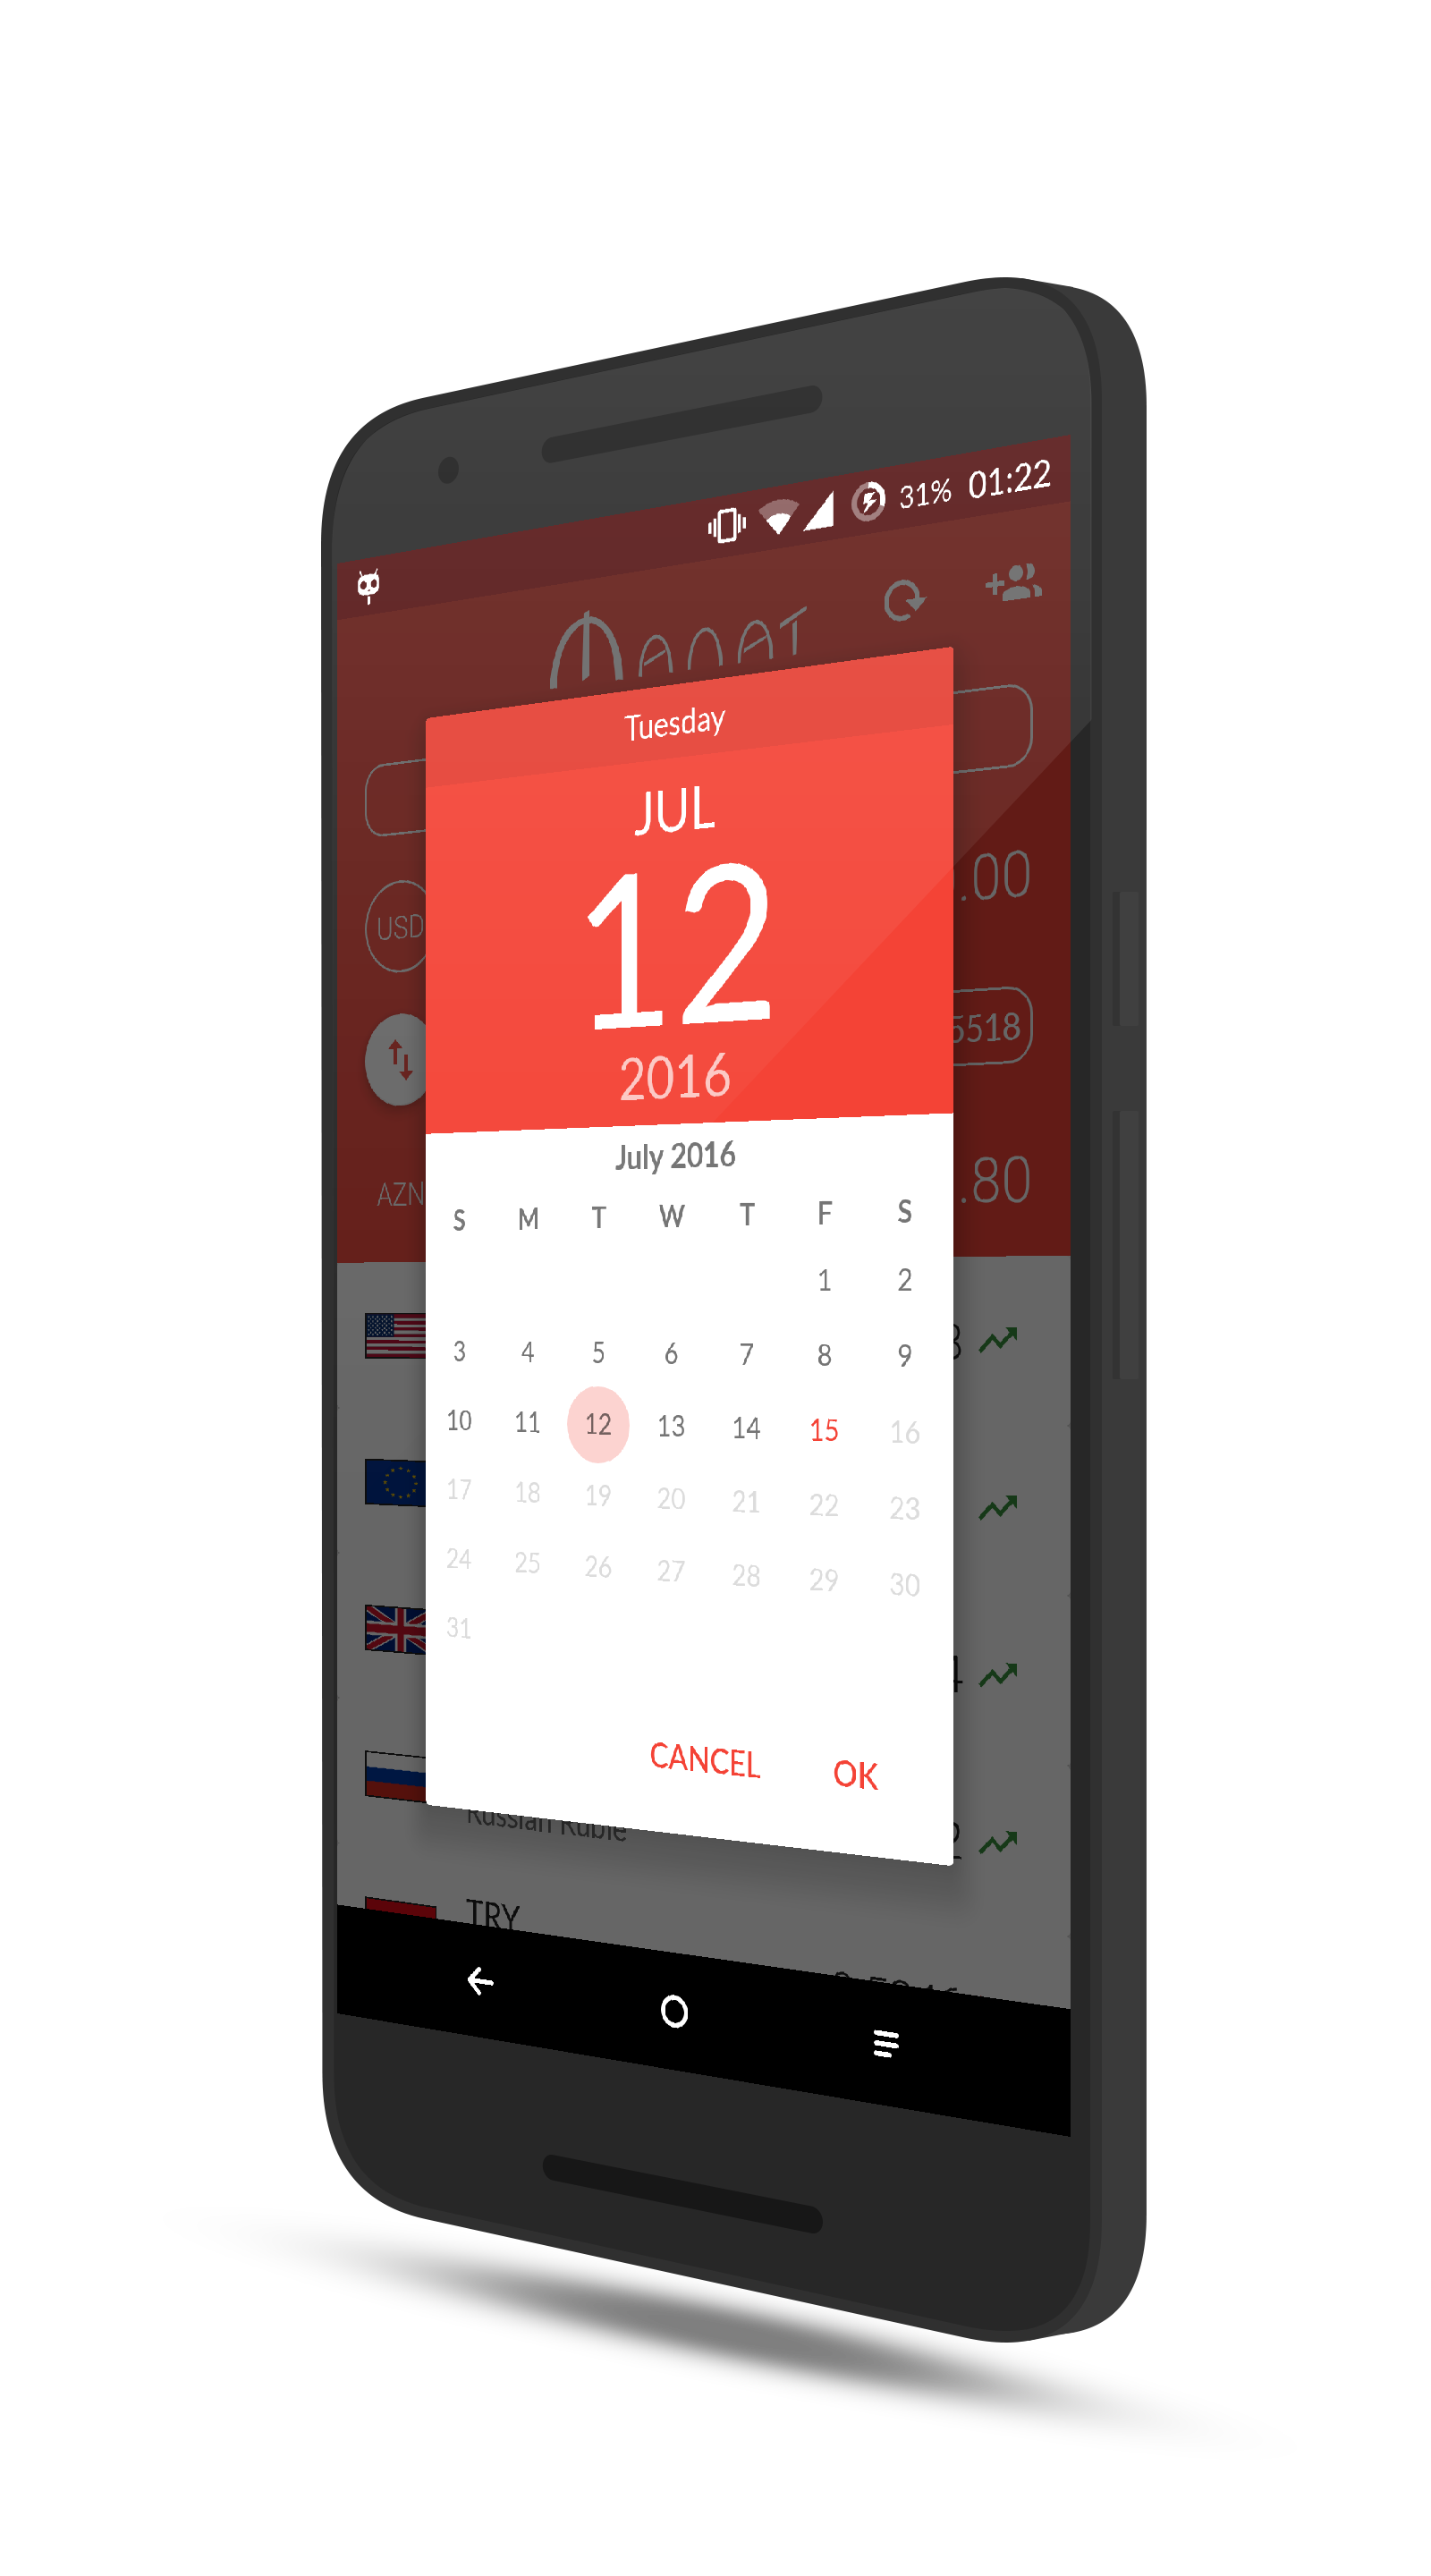 31% 01:22
MANAT
Tuesday
JUL
12
2016
USD
.00
5518
AZN
.80
July 2016
S M T W T F S
1 2
3 4 5 6 7 8 9
10 11 12 13 14 15 16
17 18 19 20 21 22 23
24 25 26 27 28 29 30
31
CANCEL OK
Russian Ruble
TRY